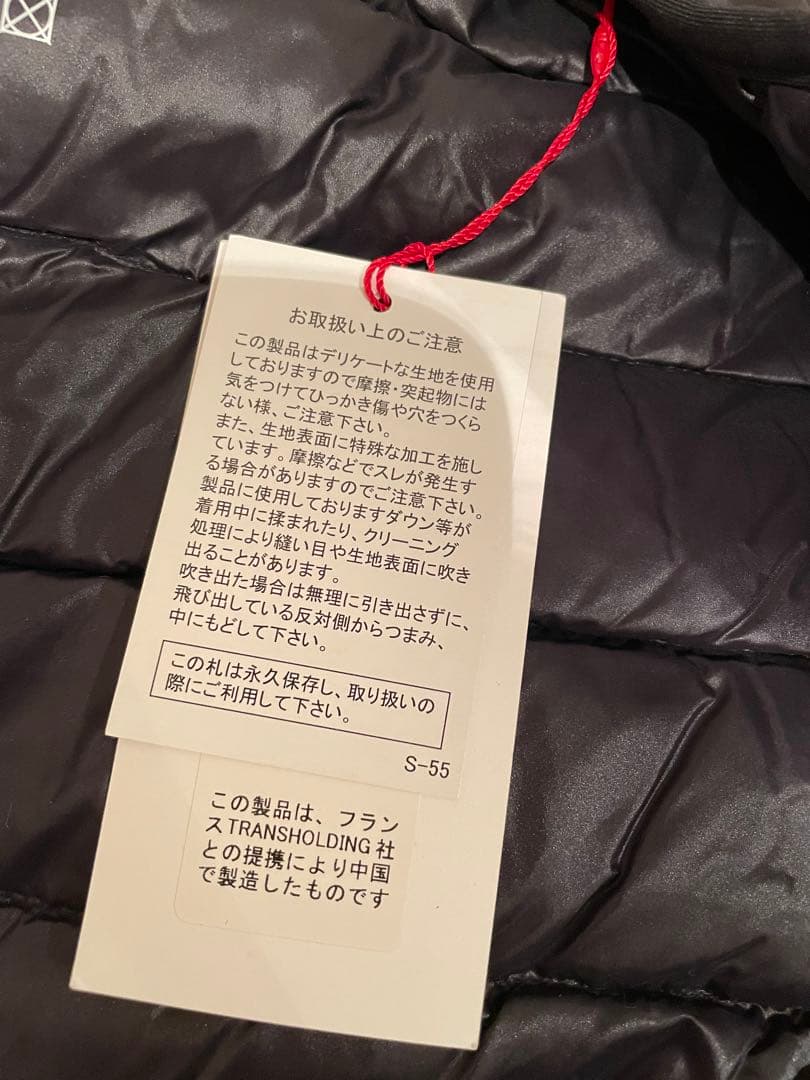 お取扱い上のご注意
この製品はデリケートな生地を使用
しておりますので摩擦・突起物には
気をつけてひっかき傷や穴をつくら
ない様、ご注意下さい。
また、生地表面に特殊な加工を施し
ています。摩擦などでスレが発生す
る場合がありますのでご注意下さい。
製品に使用しておりますダウン等が
着用中に揉まれたり、クリーニング
処理により縫い目や生地表面に吹き
出ることがあります。
吹き出た場合は無理に引き出さずに、
飛び出している反対側からつまみ、
中にもどして下さい。
この札は永久保存し、取り扱いの
際にご利用して下さい。
S-55
この製品は、フラン
スTRANSHOLDING社
との提携により中国
で製造したものです